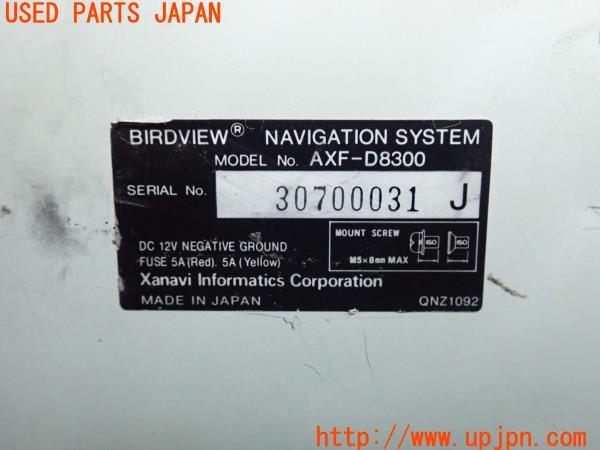 USED PARTS JAPAN
BIRDVIEW® NAVIGATION SYSTEM
MODEL No. AXF-D8300
SERIAL No. 30700031 J
MOUNT SCREW
ISO ISO
M5×8mm MAX
DC 12V NEGATIVE GROUND
FUSE 5A(Red). 5A(Yellow)
Xanavi Informatics Corporation
MADE IN JAPAN QNZ1092
http://www.upjpn.com/